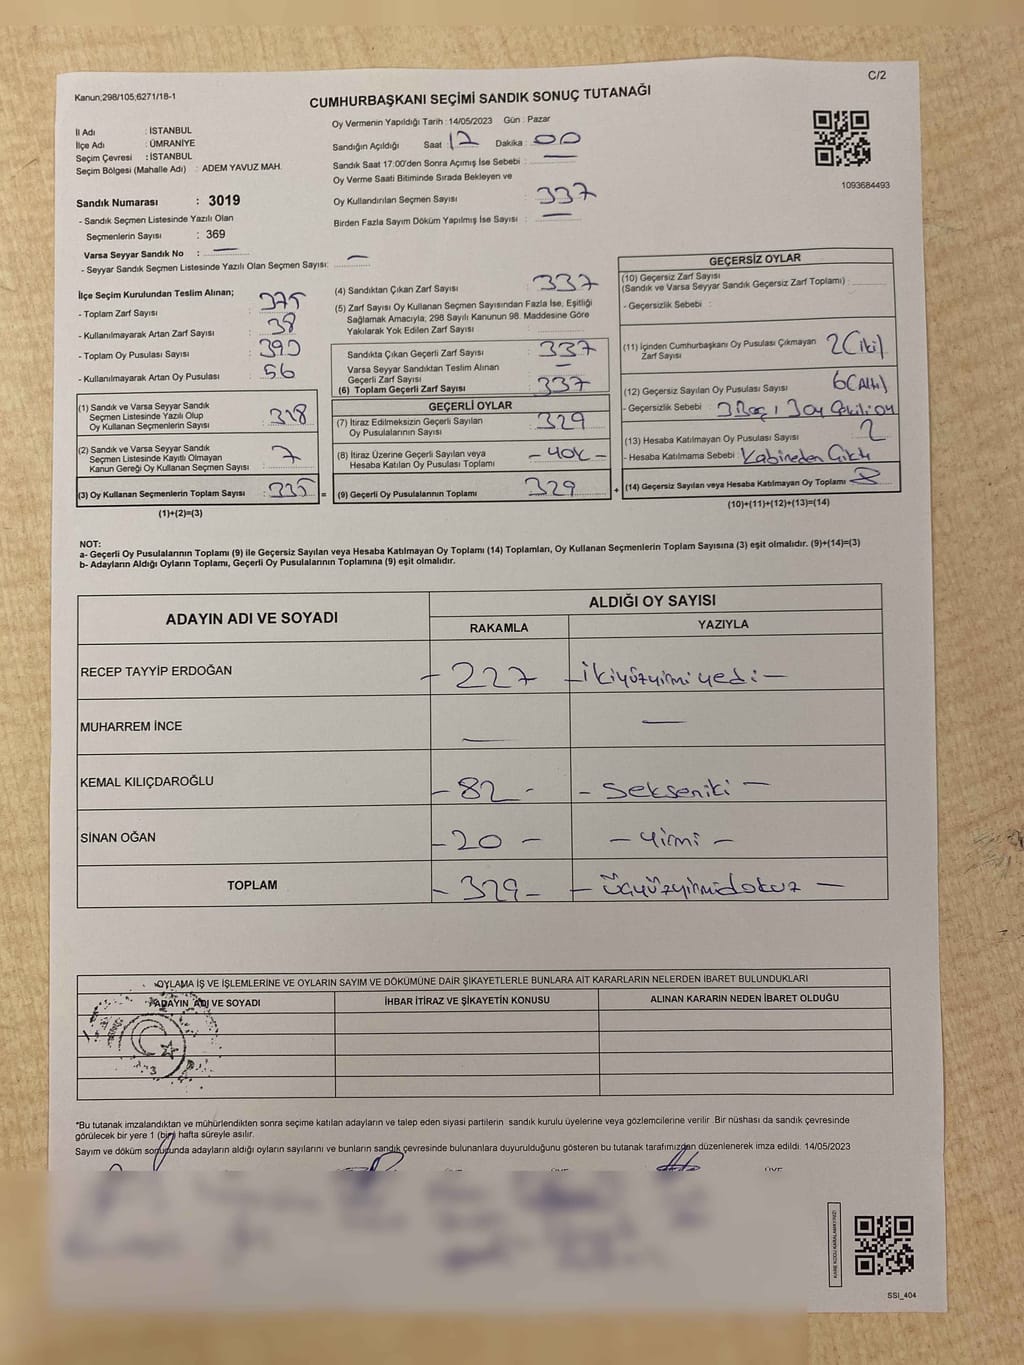 C/2
Kanun;298/105;6271/18-1
CUMHURBAŞKANI SEÇİMİ SANDIK SONUÇ TUTANAĞI
İl Adı : İSTANBUL
İlçe Adı : ÜMRANİYE
Seçim Çevresi : İSTANBUL
Seçim Bölgesi (Mahalle Adı) : ADEM YAVUZ MAH.
Sandık Numarası : 3019
- Sandık Seçmen Listesinde Yazılı Olan
Seçmenlerin Sayısı : 369
Varsa Seyyar Sandık No : —
- Seyyar Sandık Seçmen Listesinde Yazılı Olan Seçmen Sayısı: —
Oy Vermenin Yapıldığı Tarih : 14/05/2023 Gün : Pazar
Sandığın Açıldığı Saat : 17 Dakika : 00
Sandık Saat 17:00'den Sonra Açımış İse Sebebi : —
Oy Verme Saati Bitiminde Sırada Bekleyen ve
Oy Kullandırılan Seçmen Sayısı : 337
Birden Fazla Sayım Döküm Yapılmış İse Sayısı : —
1093684493
İlçe Seçim Kurulundan Teslim Alınan;
- Toplam Zarf Sayısı : 375
- Kullanılmayarak Artan Zarf Sayısı : 38
- Toplam Oy Pusulası Sayısı : 390
- Kullanılmayarak Artan Oy Pusulası : 56
(1) Sandık ve Varsa Seyyar Sandık
Seçmen Listesinde Yazılı Olup
Oy Kullanan Seçmenlerin Sayısı : 328
(2) Sandık ve Varsa Seyyar Sandık
Seçmen Listesinde Kayıtlı Olmayan
Kanun Gereği Oy Kullanan Seçmen Sayısı : 7
(3) Oy Kullanan Seçmenlerin Toplam Sayısı : 335 =
(1)+(2)=(3)
(4) Sandıktan Çıkan Zarf Sayısı : 337
(5) Zarf Sayısı Oy Kullanan Seçmen Sayısından Fazla İse, Eşitliği
Sağlamak Amacıyla; 298 Sayılı Kanunun 98. Maddesine Göre
Yakılarak Yok Edilen Zarf Sayısı :
Sandıkta Çıkan Geçerli Zarf Sayısı : 337
Varsa Seyyar Sandıktan Teslim Alınan
Geçerli Zarf Sayısı : —
(6) Toplam Geçerli Zarf Sayısı : 337
GEÇERLİ OYLAR
(7) İtiraz Edilmeksizin Geçerli Sayılan
Oy Pusulalarının Sayısı : 329
(8) İtiraz Üzerine Geçerli Sayılan veya
Hesaba Katılan Oy Pusulası Toplamı : - YOK -
(9) Geçerli Oy Pusulalarının Toplamı : 329 +
GEÇERSİZ OYLAR
(10) Geçersiz Zarf Sayısı
(Sandık ve Varsa Seyyar Sandık Geçersiz Zarf Toplamı) :
- Geçersizlik Sebebi :
(11) İçinden Cumhurbaşkanı Oy Pusulası Çıkmayan
Zarf Sayısı : 2 (iki)
(12) Geçersiz Sayılan Oy Pusulası Sayısı : 6 (Altı)
- Geçersizlik Sebebi : 3 Boş, 3 oy
(13) Hesaba Katılmayan Oy Pusulası Sayısı : 2
- Hesaba Katılmama Sebebi : Kabineden Çıktı
(14) Geçersiz Sayılan veya Hesaba Katılmayan Oy Toplamı : 8
(10)+(11)+(12)+(13)=(14)
NOT:
a- Geçerli Oy Pusulalarının Toplamı (9) ile Geçersiz Sayılan veya Hesaba Katılmayan Oy Toplamı (14) Toplamları, Oy Kullanan Seçmenlerin Toplam Sayısına (3) eşit olmalıdır. (9)+(14)=(3)
b- Adayların Aldığı Oyların Toplamı, Geçerli Oy Pusulalarının Toplamına (9) eşit olmalıdır.
ADAYIN ADI VE SOYADI
ALDIĞI OY SAYISI
RAKAMLA YAZIYLA
RECEP TAYYİP ERDOĞAN - 227 - ikiyüzyirmiyedi -
MUHARREM İNCE — —
KEMAL KILIÇDAROĞLU - 82 - - Sekseniki -
SİNAN OĞAN - 20 - - Yirmi -
TOPLAM - 329 - - üçyüzyirmidokuz -
OYLAMA İŞ VE İŞLEMLERİNE VE OYLARIN SAYIM VE DÖKÜMÜNE DAİR ŞİKAYETLERLE BUNLARA AİT KARARLARIN NELERDEN İBARET BULUNDUKLARI
ADAYIN ADI VE SOYADI İHBAR İTİRAZ VE ŞİKAYETİN KONUSU ALINAN KARARIN NEDEN İBARET OLDUĞU
*Bu tutanak imzalandıktan ve mühürlendikten sonra seçime katılan adayların ve talep eden siyasi partilerin sandık kurulu üyelerine veya gözlemcilerine verilir .Bir nüshası da sandık çevresinde
görülecek bir yere 1 (bir) hafta süreyle asılır.
Sayım ve döküm sonucunda adayların aldığı oyların sayılarını ve bunların sandık çevresinde bulunanlara duyurulduğunu gösteren bu tutanak tarafımızdan düzenlenerek imza edildi. 14/05/2023
SSI_404